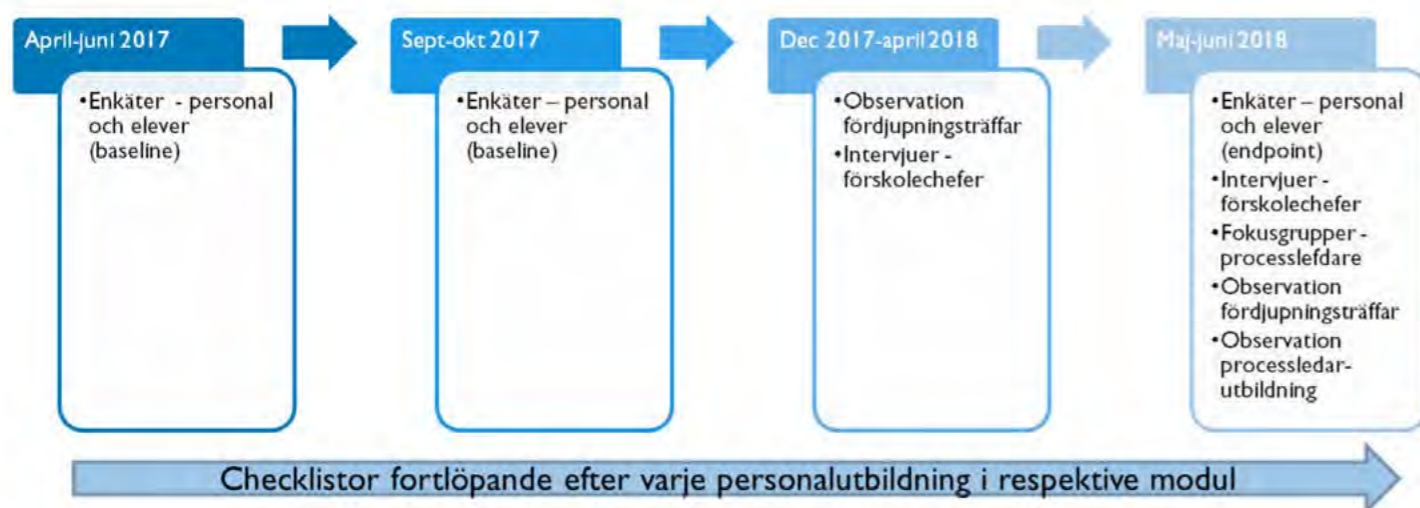 April-juni 2017
•Enkäter - personal
och elever
(baseline)
Sept-okt 2017
•Enkäter – personal
och elever
(baseline)
Dec 2017-april 2018
•Observation
fördjupningsträffar
•Intervjuer -
förskolechefer
Maj-juni 2018
•Enkäter – personal
och elever
(endpoint)
•Intervjuer -
förskolechefer
•Fokusgrupper -
processlefdare
•Observation
fördjupningsträffar
•Observation
processledar-
utbildning
Checklistor fortlöpande efter varje personalutbildning i respektive modul